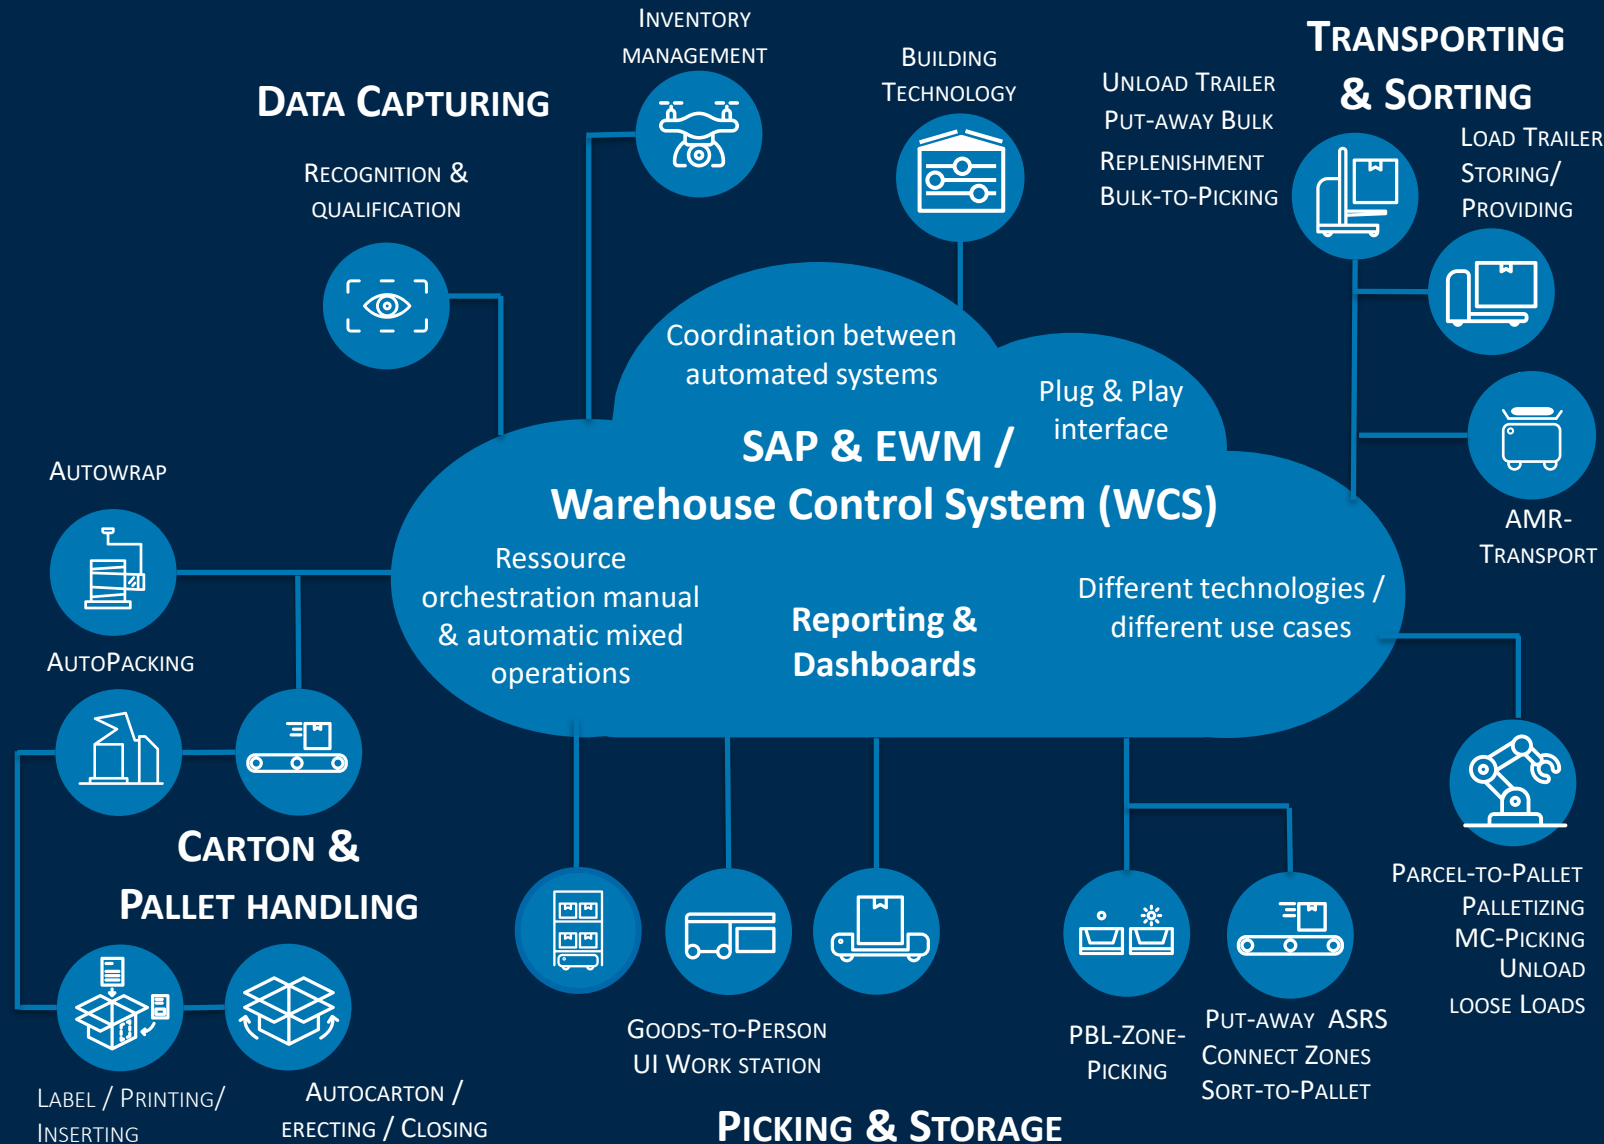 INVENTORY
MANAGEMENT
DATA CAPTURING
RECOGNITION &
QUALIFICATION
BUILDING
TECHNOLOGY
TRANSPORTING
& SORTING
UNLOAD TRAILER
PUT-AWAY BULK
REPLENISHMENT
BULK-TO-PICKING
LOAD TRAILER
STORING/
PROVIDING
AMR-
TRANSPORT
Coordination between
automated systems
Plug & Play
interface
SAP & EWM /
Warehouse Control System (WCS)
Ressource
orchestration manual
& automatic mixed
operations
Reporting &
Dashboards
Different technologies /
different use cases
AUTOWRAP
AUTOPACKING
CARTON &
PALLET HANDLING
LABEL / PRINTING/
INSERTING
AUTOCARTON /
ERECTING / CLOSING
GOODS-TO-PERSON
UI WORK STATION
PBL-ZONE-
PICKING
PUT-AWAY ASRS
CONNECT ZONES
SORT-TO-PALLET
PARCEL-TO-PALLET
PALLETIZING
MC-PICKING
UNLOAD
LOOSE LOADS
PICKING & STORAGE